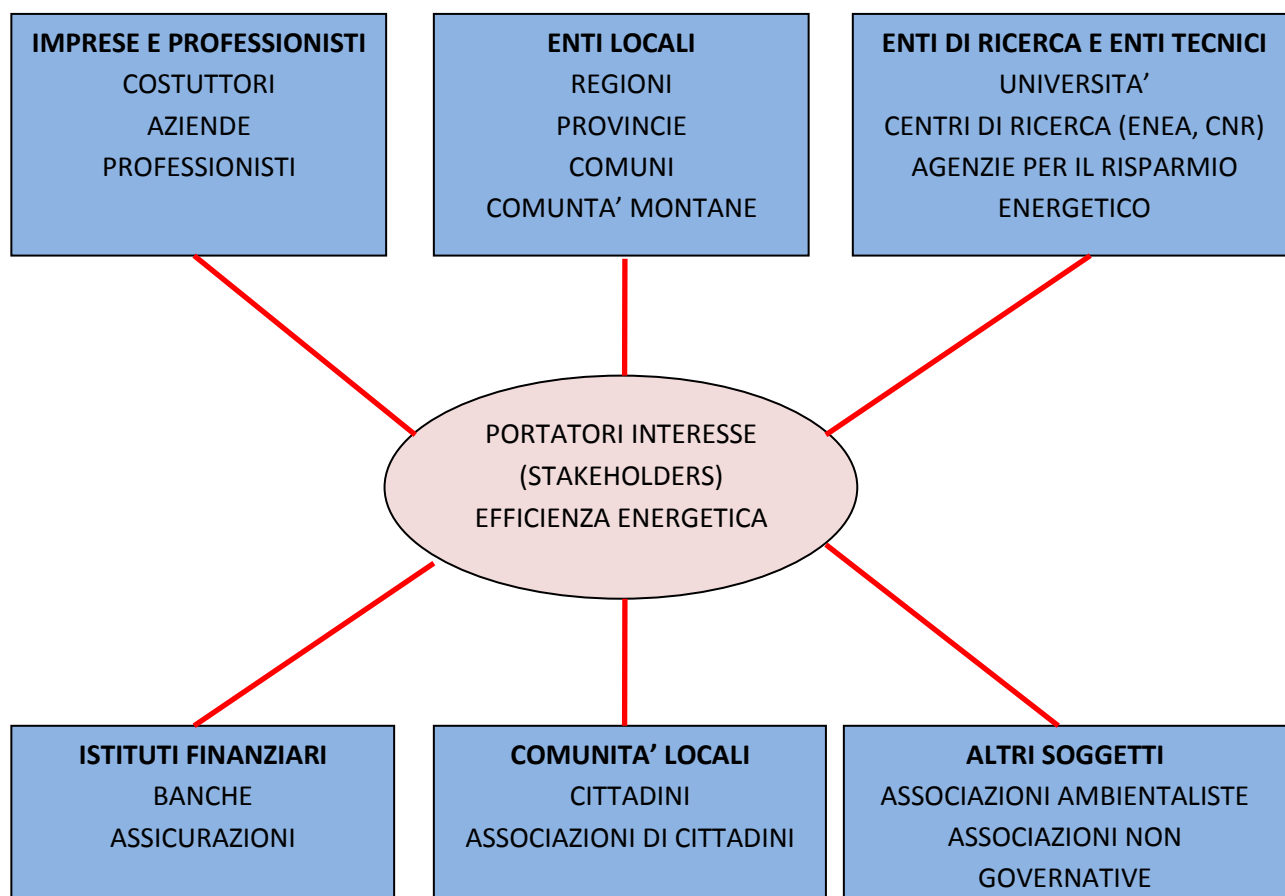 IMPRESE E PROFESSIONISTI
COSTUTTORI
AZIENDE
PROFESSIONISTI
ENTI LOCALI
REGIONI
PROVINCIE
COMUNI
COMUNTA’ MONTANE
ENTI DI RICERCA E ENTI TECNICI
UNIVERSITA’
CENTRI DI RICERCA (ENEA, CNR)
AGENZIE PER IL RISPARMIO
ENERGETICO
PORTATORI INTERESSE
(STAKEHOLDERS)
EFFICIENZA ENERGETICA
ISTITUTI FINANZIARI
BANCHE
ASSICURAZIONI
COMUNITA’ LOCALI
CITTADINI
ASSOCIAZIONI DI CITTADINI
ALTRI SOGGETTI
ASSOCIAZIONI AMBIENTALISTE
ASSOCIAZIONI NON
GOVERNATIVE